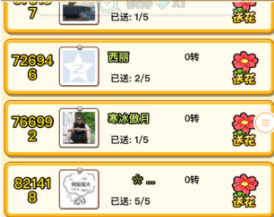 7
已送: 1/5
72694
6
西丽
0转
已送: 2/5
送花
76699
2
寒冰傲月
0转
已送: 1/5
送花
82141
8
...
0转
已送: 5/5
送花